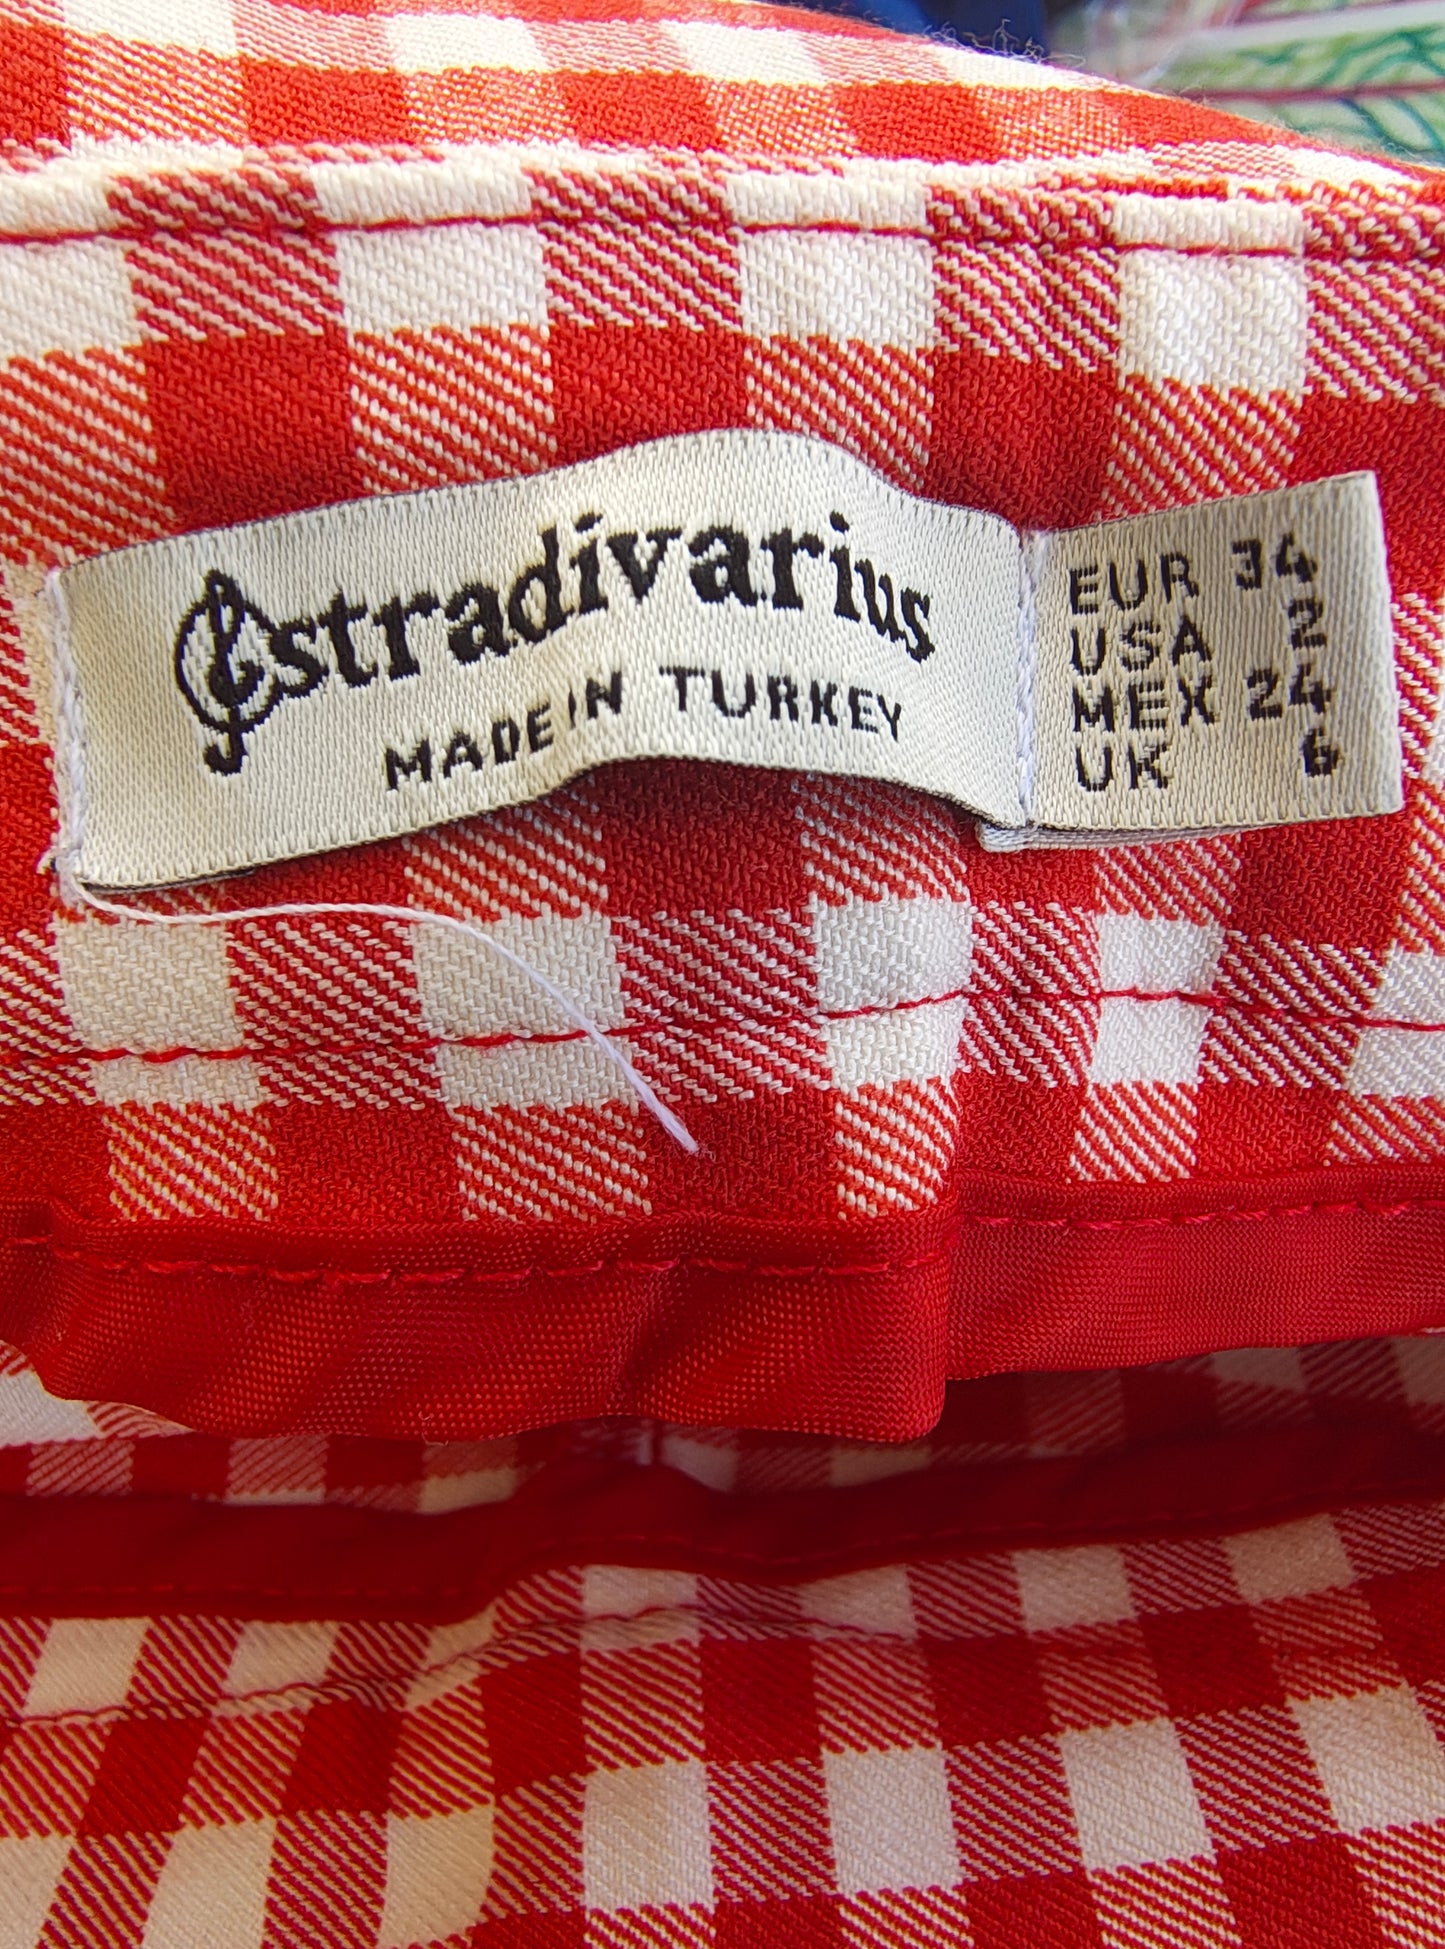 stradivarius
MADE IN TURKEY
EUR 34
USA 2
MEX 24
UK 6